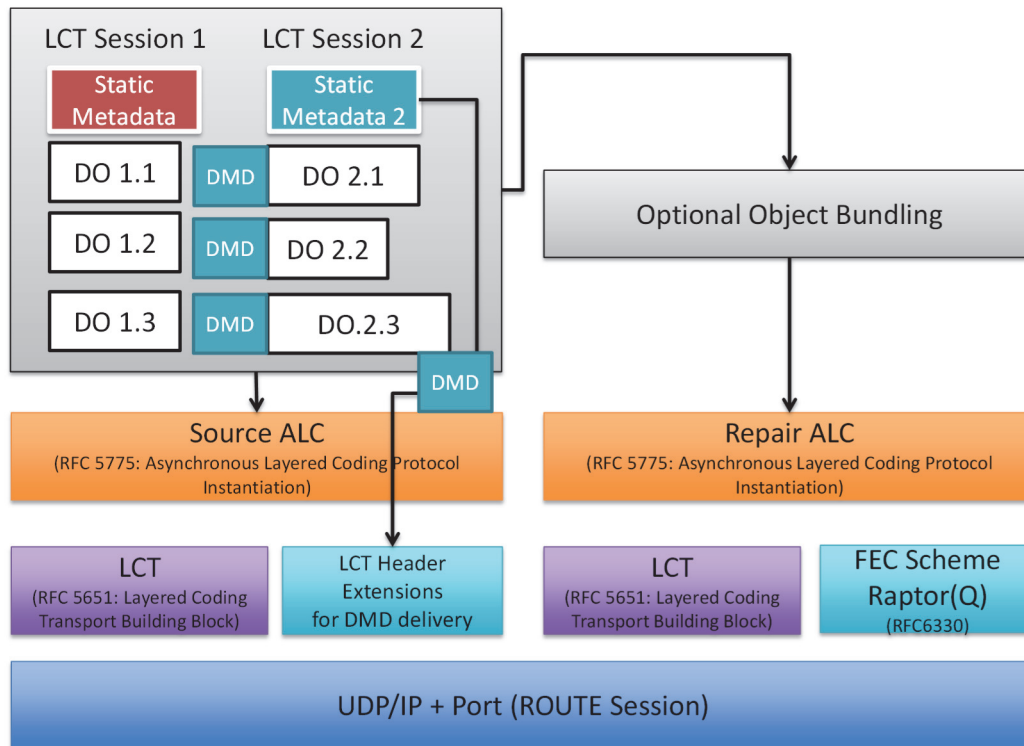 LCT Session 1
LCT Session 2
Static
Metadata
Static
Metadata 2
DO 1.1
DMD
DO 2.1
DO 1.2
DMD
DO 2.2
DO 1.3
DMD
DO.2.3
DMD
Optional Object Bundling
Source ALC
(RFC 5775: Asynchronous Layered Coding Protocol
Instantiation)
Repair ALC
(RFC 5775: Asynchronous Layered Coding Protocol
Instantiation)
LCT
(RFC 5651: Layered Coding
Transport Building Block)
LCT Header
Extensions
for DMD delivery
LCT
(RFC 5651: Layered Coding
Transport Building Block)
FEC Scheme
Raptor(Q)
(RFC6330)
UDP/IP + Port (ROUTE Session)